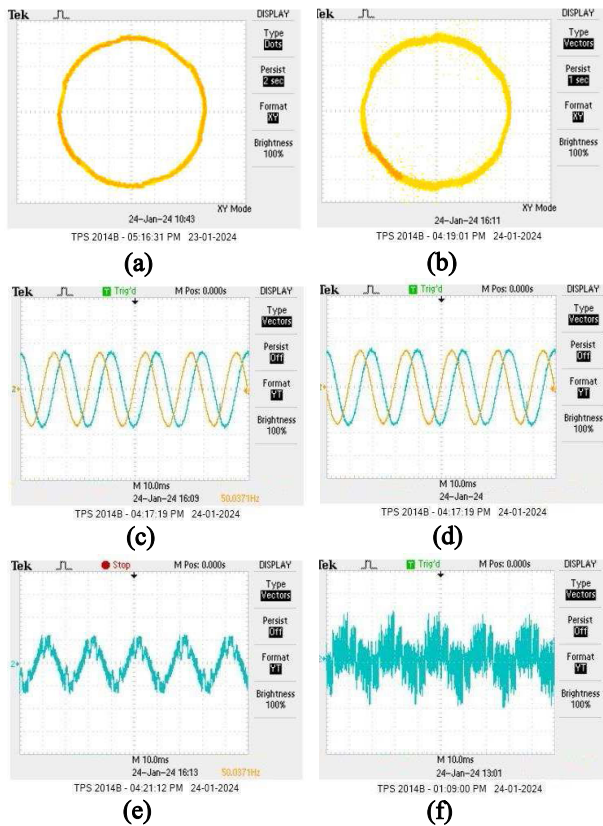 Tek
DISPLAY
Type
Dots
Persist
2 sec
Format
XY
Brightness
100%
XY Mode
24-Jan-24 10:43
TPS 2014B - 05:16:31 PM 23-01-2024
(a)
Tek
DISPLAY
Type
Vectors
Persist
1 sec
Format
XY
Brightness
100%
XY Mode
24-Jan-24 16:11
TPS 2014B - 04:19:01 PM 24-01-2024
(b)
Tek T Trig'd M Pos: 0.000s DISPLAY
Type
Vectors
Persist
Off
Format
YT
Brightness
100%
2
M 10.0ms
24-Jan-24 16:09 50.0371Hz
TPS 2014B - 04:17:19 PM 24-01-2024
(c)
Tek T Trig'd M Pos: 0.000s DISPLAY
Type
Vectors
Persist
Off
Format
YT
Brightness
100%
2
M 10.0ms
24-Jan-24
TPS 2014B - 04:17:19 PM 24-01-2024
(d)
Tek Stop M Pos: 0.000s DISPLAY
Type
Vectors
Persist
Off
Format
YT
Brightness
100%
2
M 10.0ms
24-Jan-24 16:13 50.0371Hz
TPS 2014B - 04:21:12 PM 24-01-2024
(e)
Tek T Trig'd M Pos: 0.000s DISPLAY
Type
Vectors
Persist
Off
Format
YT
Brightness
100%
M 10.0ms
24-Jan-24 13:01
TPS 2014B - 01:09:00 PM 24-01-2024
(f)